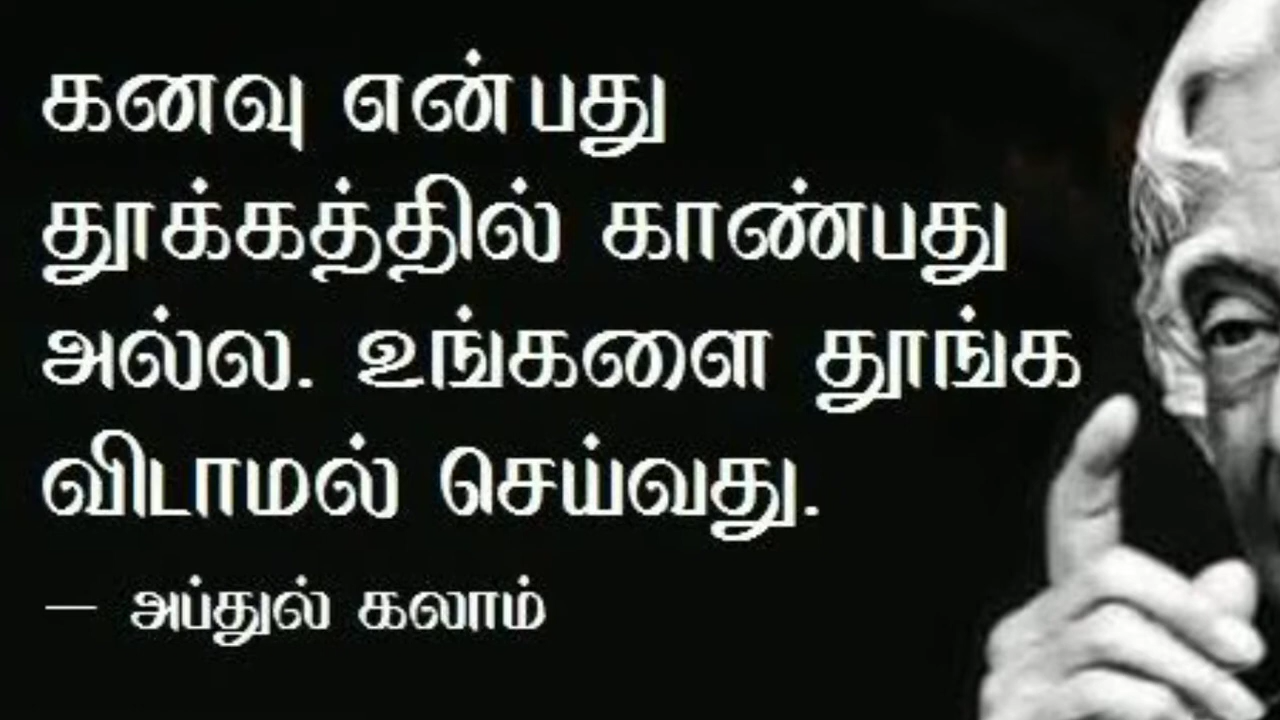 கனவு என்பது
தூக்கத்தில் காண்பது
அல்ல. உங்களை தூங்க
விடாமல் செய்வது.
— அப்துல் கலாம்